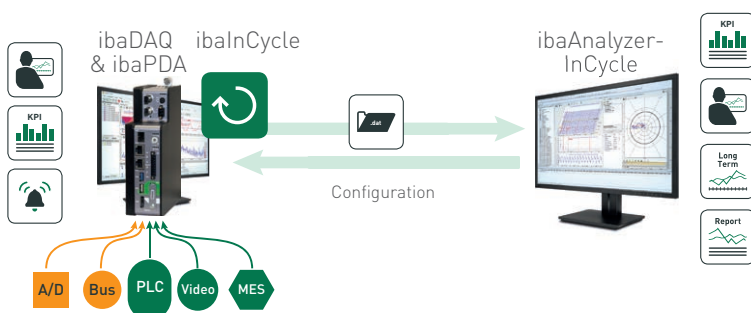 ibaDAQ
& ibaPDA
ibaInCycle
ibaAnalyzer-
InCycle
KPI
KPI
.dat
Long
Term
Configuration
Report
A/D
Bus
PLC
Video
MES